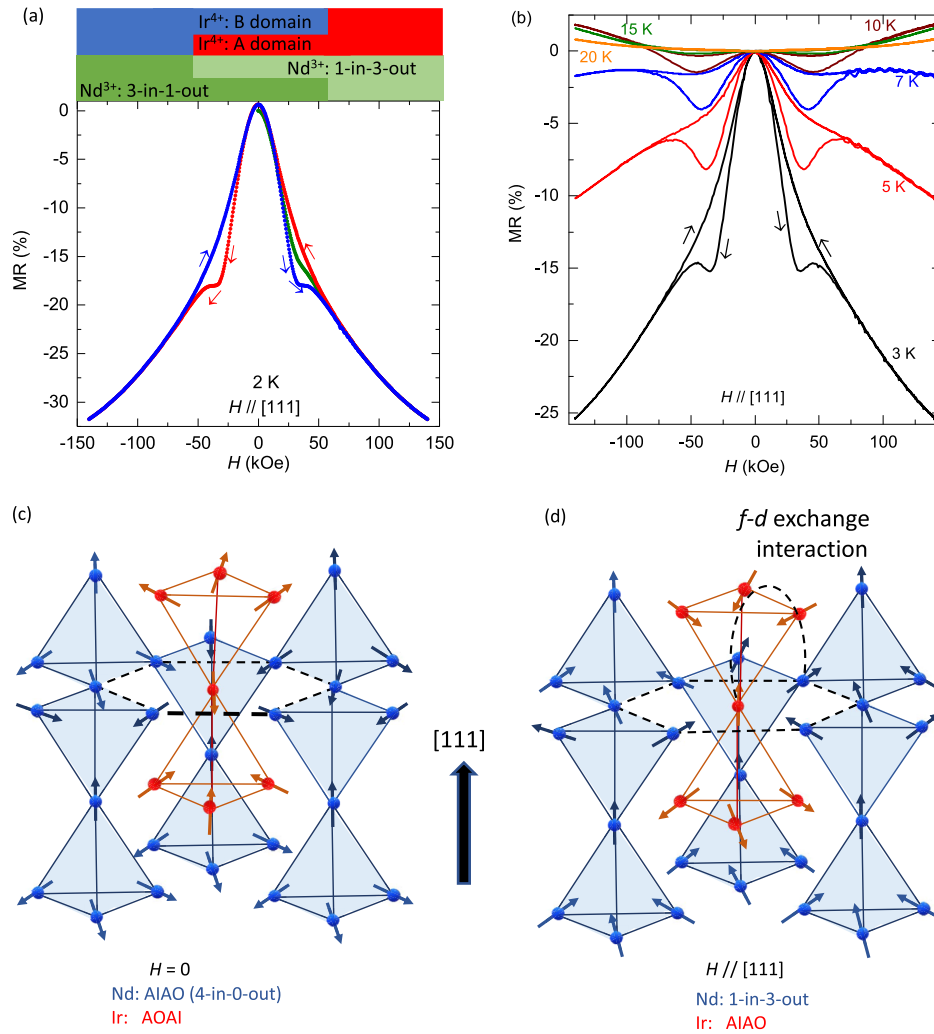 (a)
Ir⁴⁺: B domain
Ir⁴⁺: A domain
Nd³⁺: 1-in-3-out
Nd³⁺: 3-in-1-out
0
-5
-10
-15
-20
-25
-30
MR (%)
2 K
H // [111]
-150 -100 -50 0 50 100 150
H (kOe)
(b)
15 K
10 K
20 K
7 K
5 K
3 K
0
-5
-10
-15
-20
-25
MR (%)
H // [111]
-100 -50 0 50 100
H (kOe)
(c)
[111]
H = 0
Nd: AIAO (4-in-0-out)
Ir: AOAI
(d)
f-d exchange
interaction
H // [111]
Nd: 1-in-3-out
Ir: AIAO